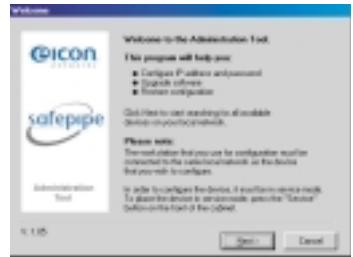 Welcome
eicon
networks
safepipe
Administration
Tool
V. 1.05
Welcome to the Administration Tool.
This program will help you:
Configure IP address and password
Upgrade software
Restore configuration
Click Next to start searching for all available
devices on your local network.
Please note:
The workstation that you use for configuration must be
connected to the same local network as the device
that you wish to configure.
In order to configure the device, it must be in service mode.
To place the device in service mode, press the "Service"
button on the front of the cabinet.
Next >
Cancel